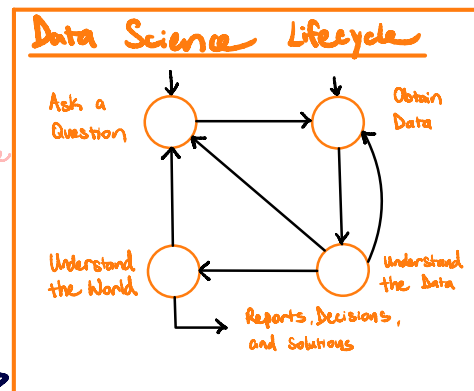 Data Science Lifecycle
Ask a
Question
Obtain
Data
Understand
the World
understand
the Data
Reports, Decisions,
and Solutions